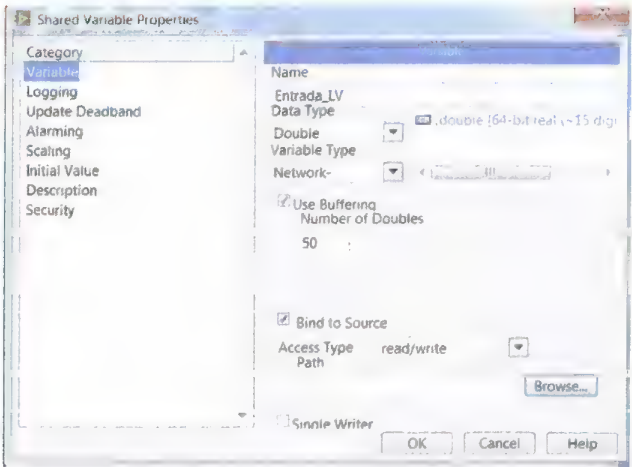 Shared Variable Properties
Category
Variable
Logging
Update Deadband
Alarming
Scaling
Initial Value
Description
Security
Name
Entrada_LV
Data Type
Double
double [64-bit real (~15 digi
Variable Type
Network-
Use Buffering
Number of Doubles
50
Bind to Source
Access Type
read/write
Path
Browse...
Single Writer
OK
Cancel
Help